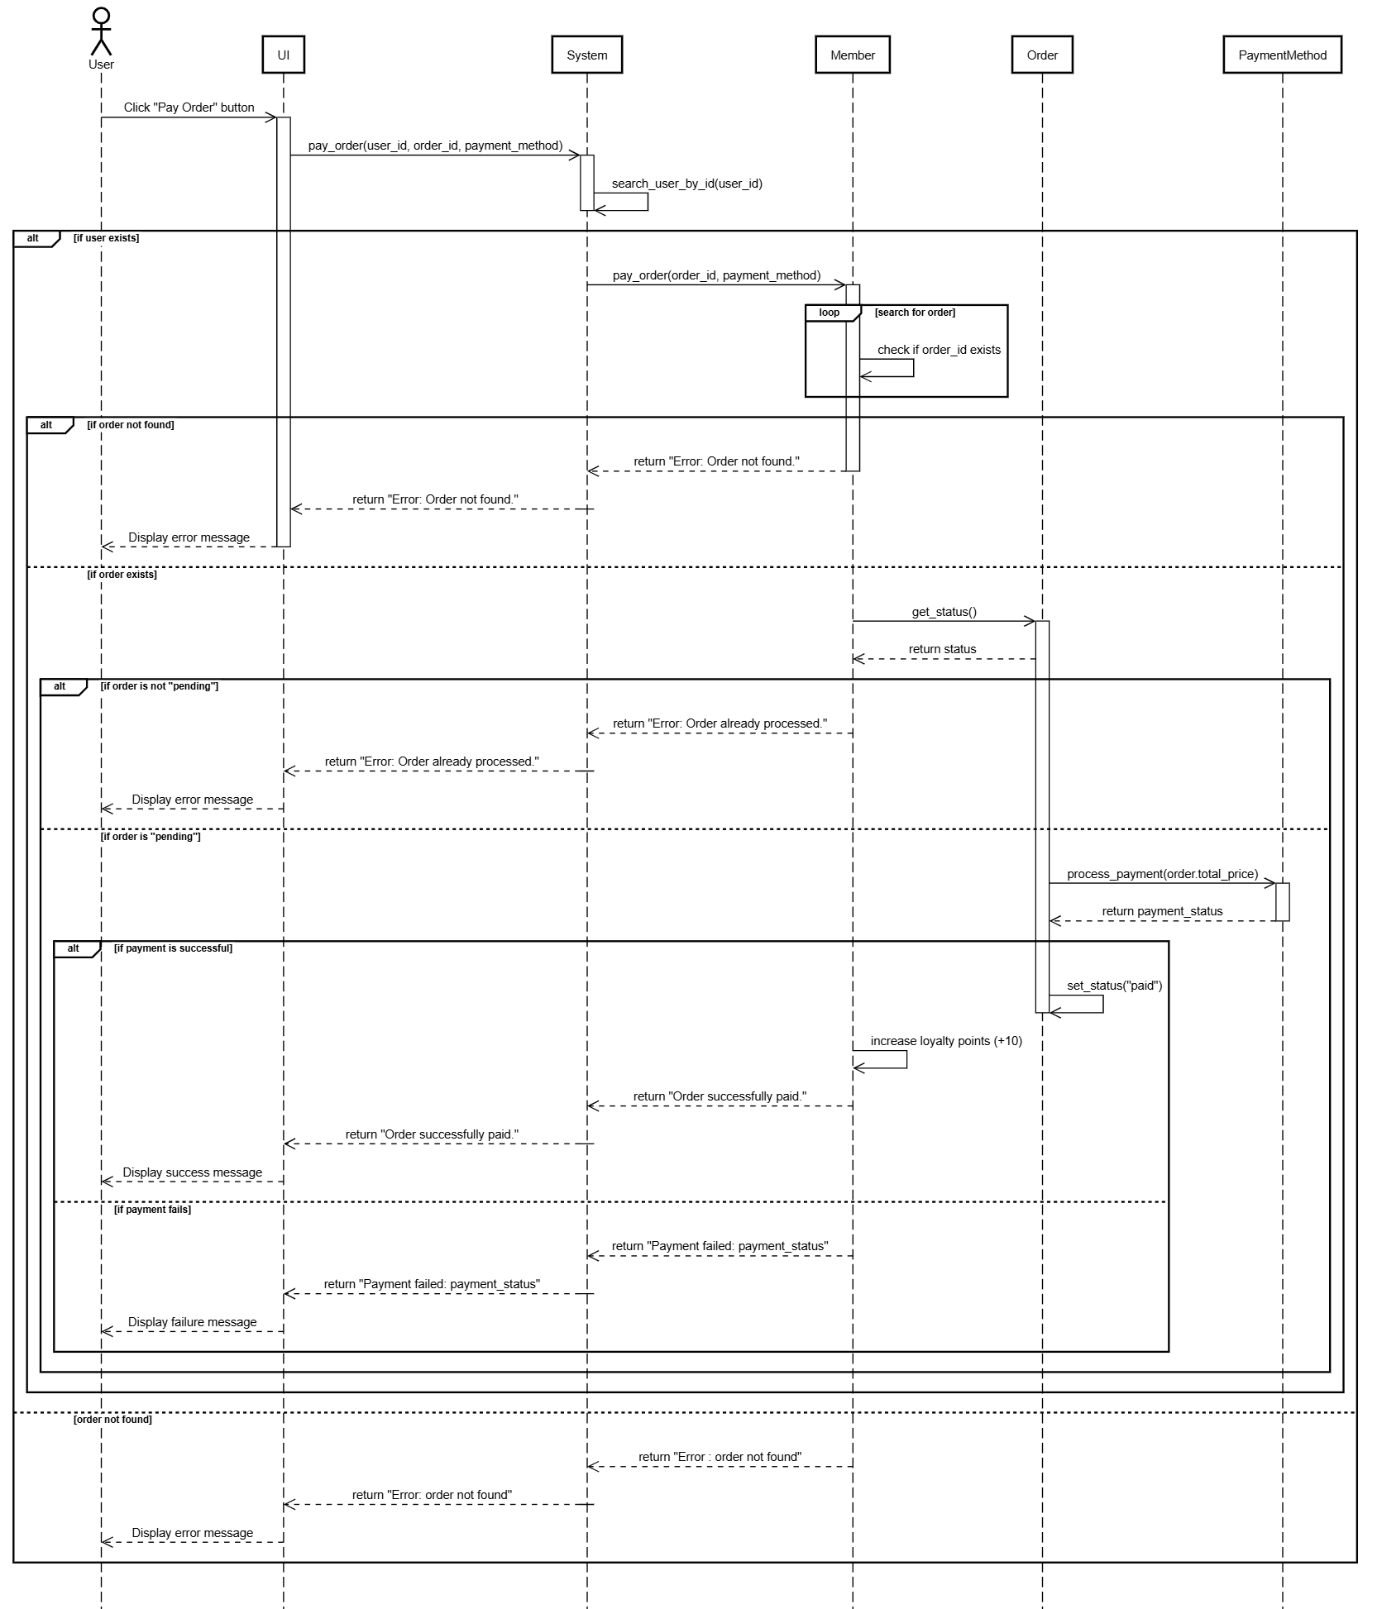 User
UI
System
Member
Order
PaymentMethod
Click "Pay Order" button
pay_order(user_id, order_id, payment_method)
search_user_by_id(user_id)
alt
[if user exists]
pay_order(order_id, payment_method)
loop
[search for order]
check if order_id exists
alt
[if order not found]
return "Error: Order not found."
return "Error: Order not found."
Display error message
[if order exists]
get_status()
return status
alt
[if order is not "pending"]
return "Error: Order already processed."
return "Error: Order already processed."
Display error message
[if order is "pending"]
process_payment(order.total_price)
return payment_status
alt
[if payment is successful]
set_status("paid")
increase loyalty points (+10)
return "Order successfully paid."
return "Order successfully paid."
Display success message
[if payment fails]
return "Payment failed: payment_status"
return "Payment failed: payment_status"
Display failure message
[order not found]
return "Error : order not found"
return "Error: order not found"
Display error message